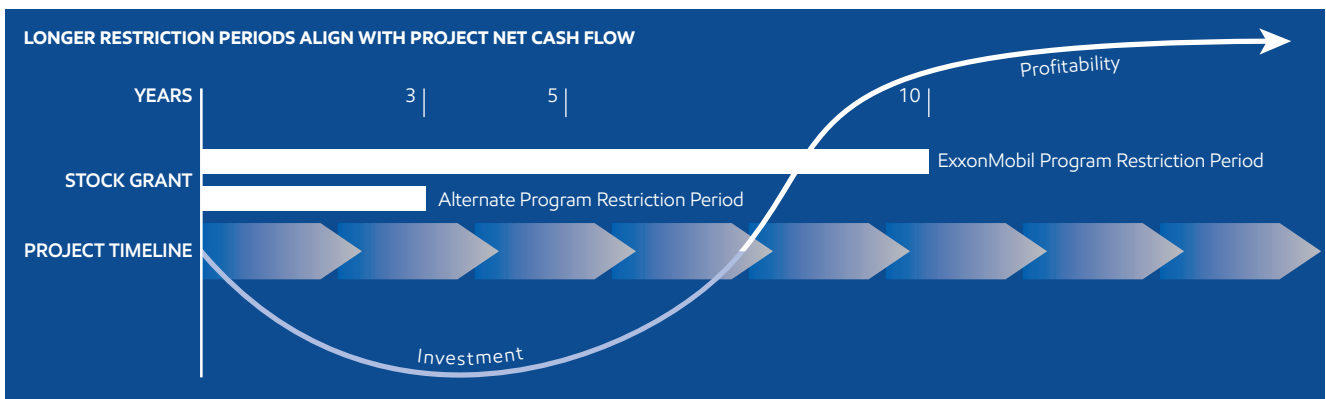 LONGER RESTRICTION PERIODS ALIGN WITH PROJECT NET CASH FLOW
Profitability
YEARS 3 5 10
ExxonMobil Program Restriction Period
STOCK GRANT
Alternate Program Restriction Period
PROJECT TIMELINE
Investment